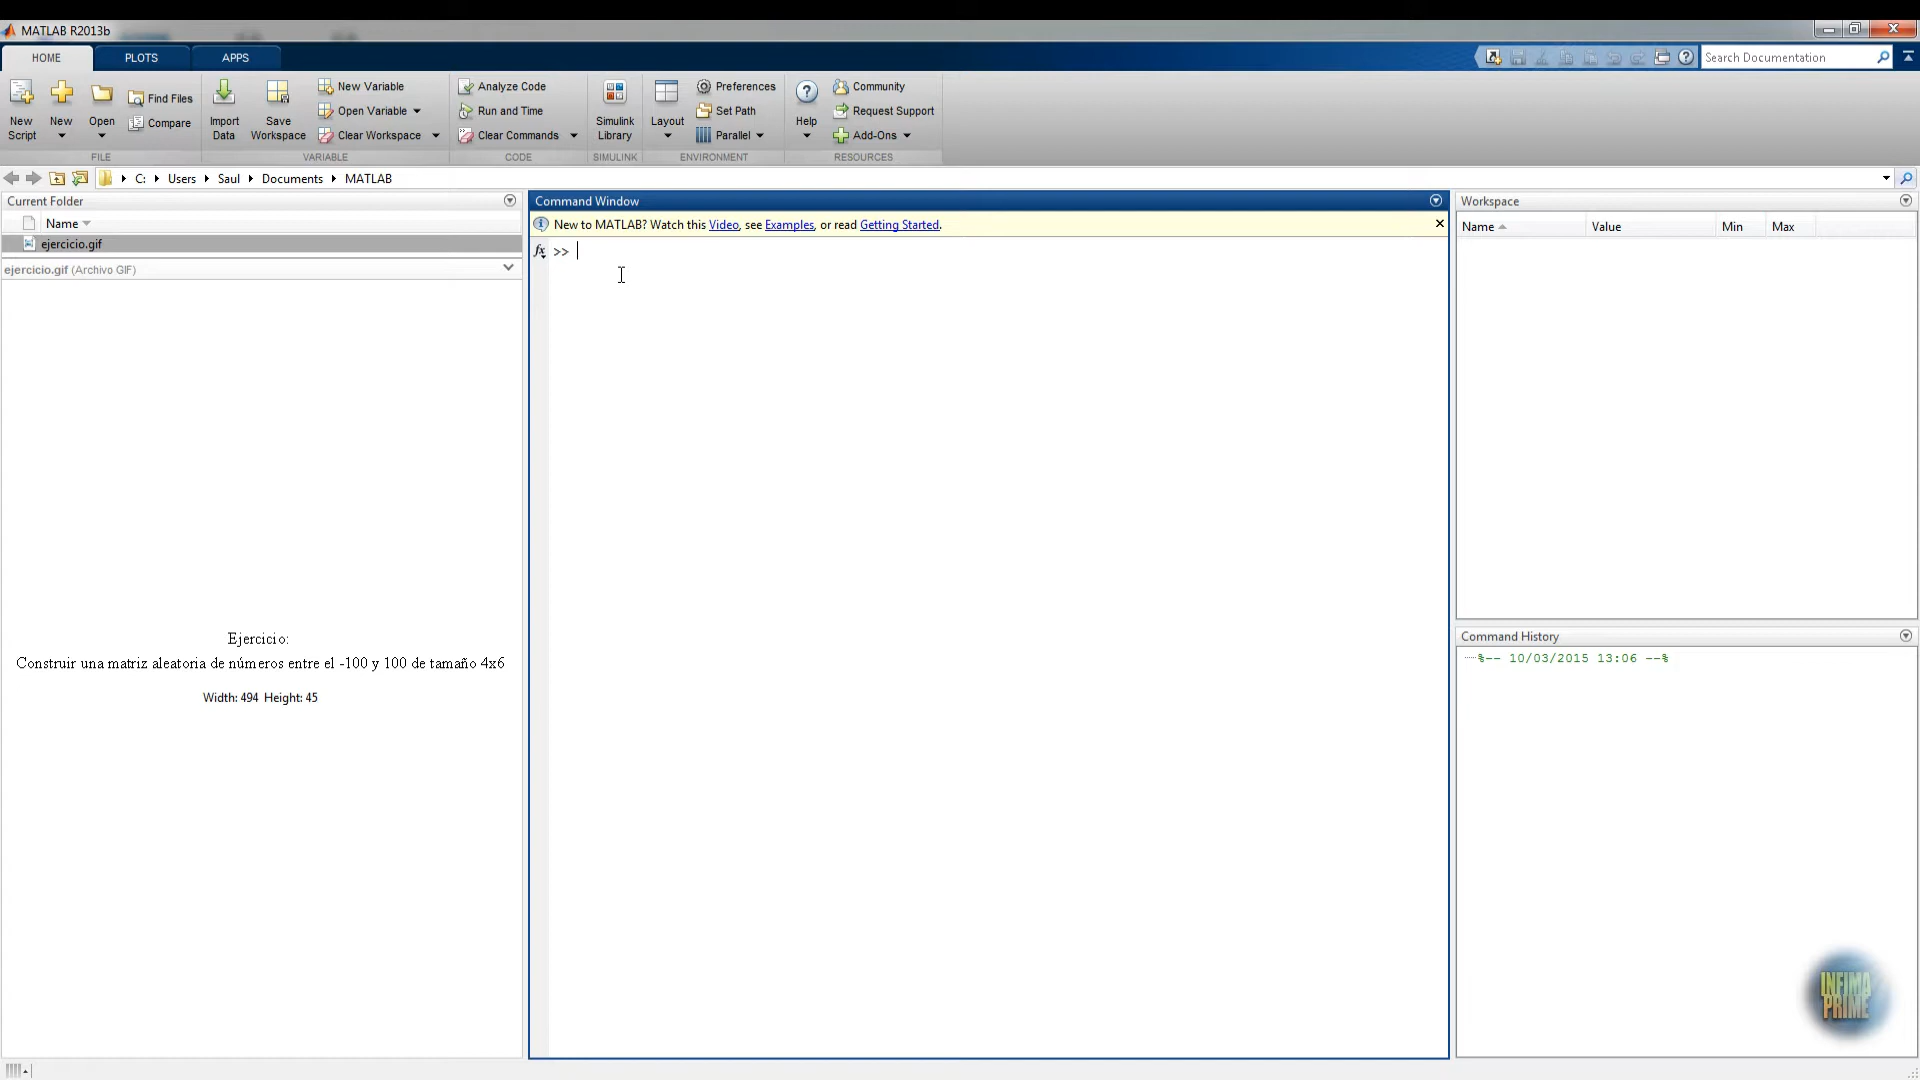 MATLAB R2013b
HOME
PLOTS
APPS
Search Documentation
New Script
New
Open
Find Files
Compare
FILE
Import Data
Save Workspace
New Variable
Open Variable
Clear Workspace
VARIABLE
Analyze Code
Run and Time
Clear Commands
CODE
Simulink Library
SIMULINK
Layout
Preferences
Set Path
Parallel
ENVIRONMENT
Help
Community
Request Support
Add-Ons
RESOURCES
C: Users Saul Documents MATLAB
Current Folder
Name
ejercicio.gif
ejercicio.gif (Archivo GIF)
Ejercicio:
Construir una matriz aleatoria de números entre el -100 y 100 de tamaño 4x6
Width: 494 Height: 45
Command Window
New to MATLAB? Watch this Video, see Examples, or read Getting Started.
fx >>
Workspace
Name Value Min Max
Command History
%-- 10/03/2015 13:06 --%
INFIMA
PRIME